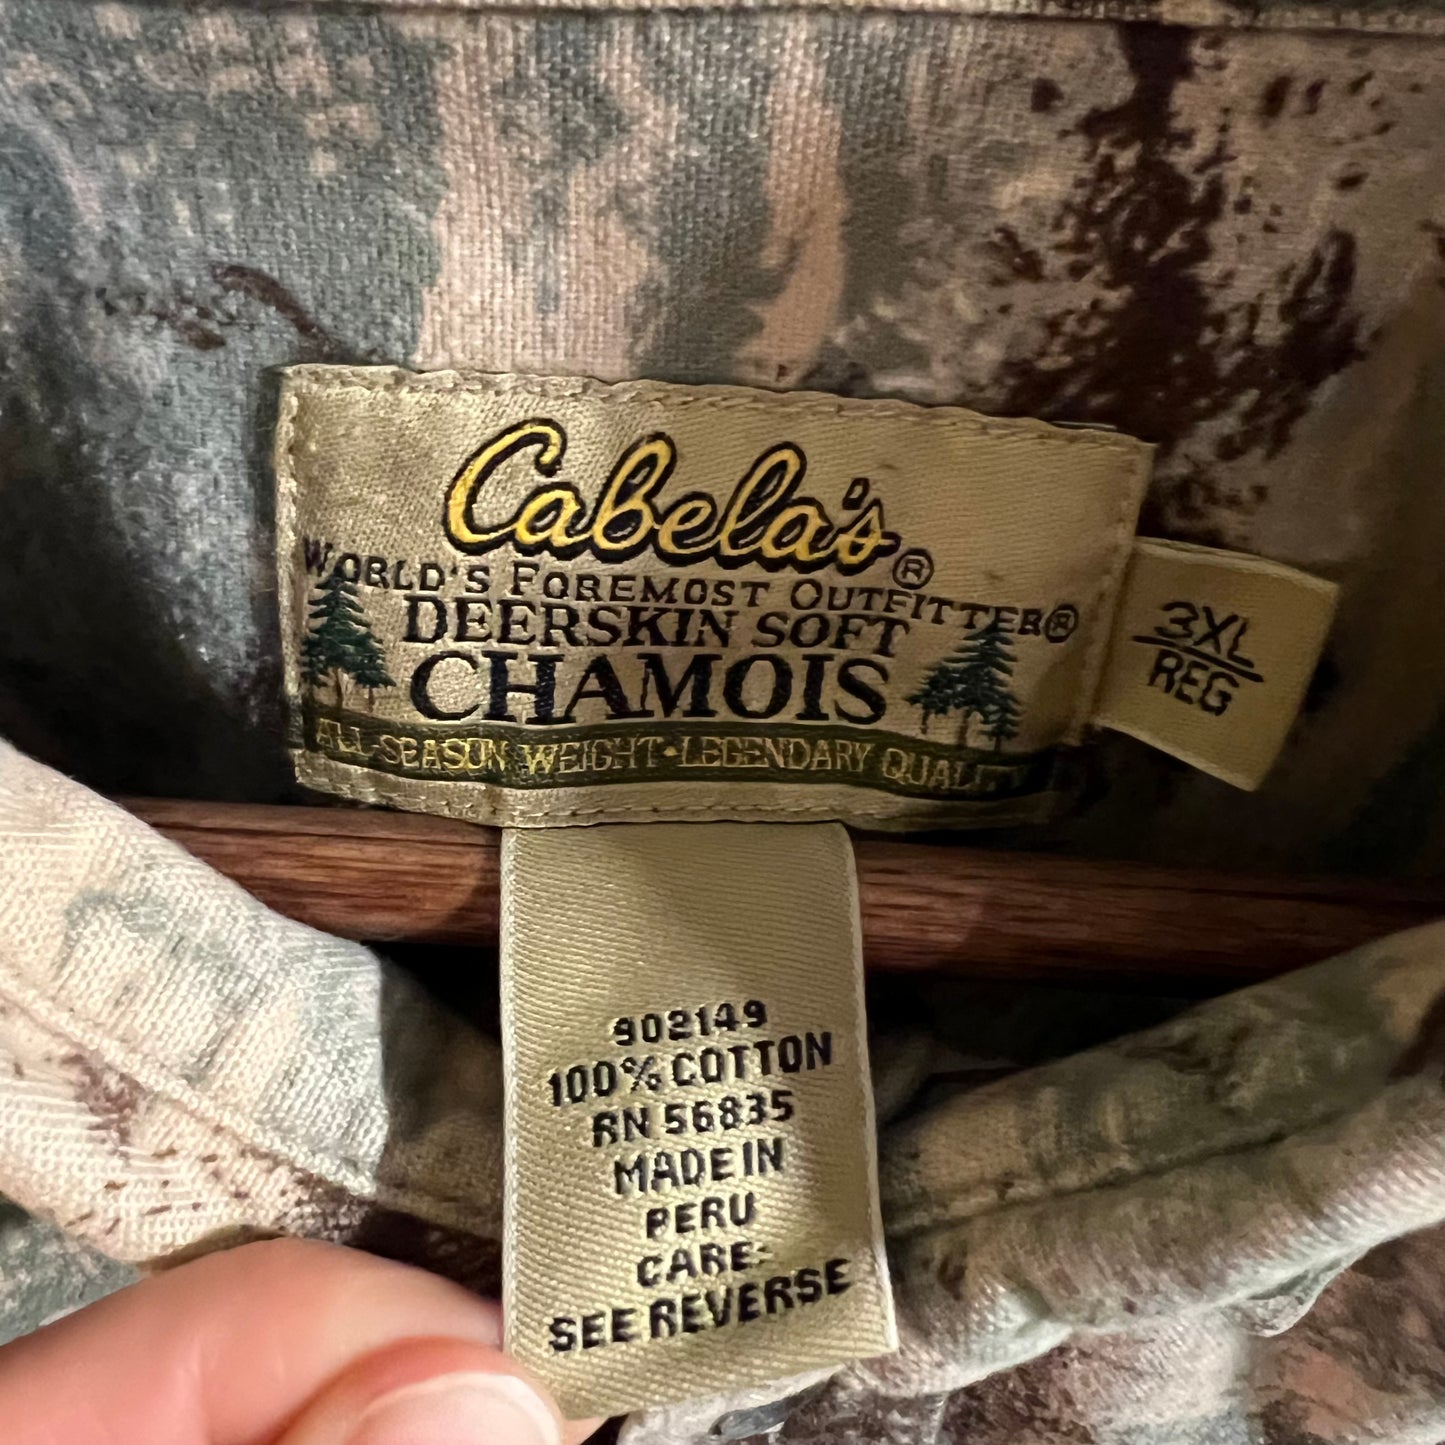 Cabela's®
WORLD'S FOREMOST OUTFITTER®
DEERSKIN SOFT
CHAMOIS
ALL-SEASON WEIGHT·LEGENDARY QUALITY
3XL
REG
902149
100% COTTON
RN 56835
MADE IN
PERU
CARE:
SEE REVERSE